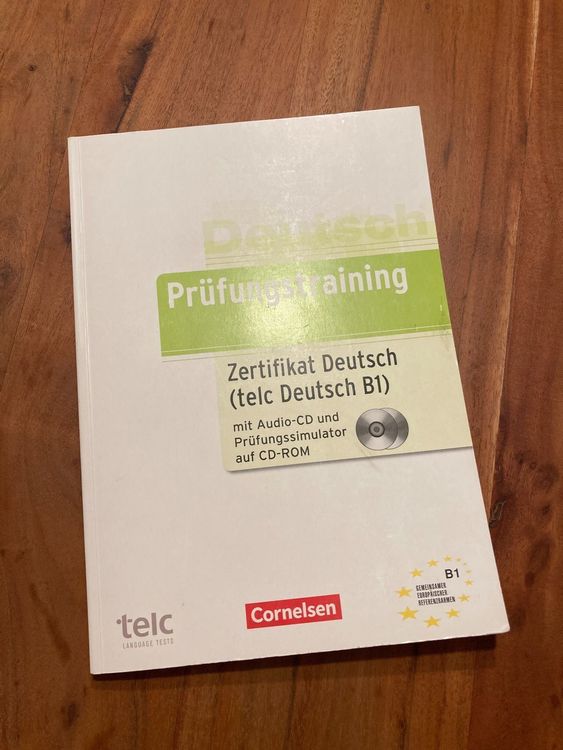 Deutsch
Prüfungstraining
Zertifikat Deutsch
(telc Deutsch B1)
mit Audio-CD und
Prüfungssimulator
auf CD-ROM
B1
GEMEINSAMER
EUROPÄISCHER
REFERENZRAHMEN
Cornelsen
telc
LANGUAGE TESTS